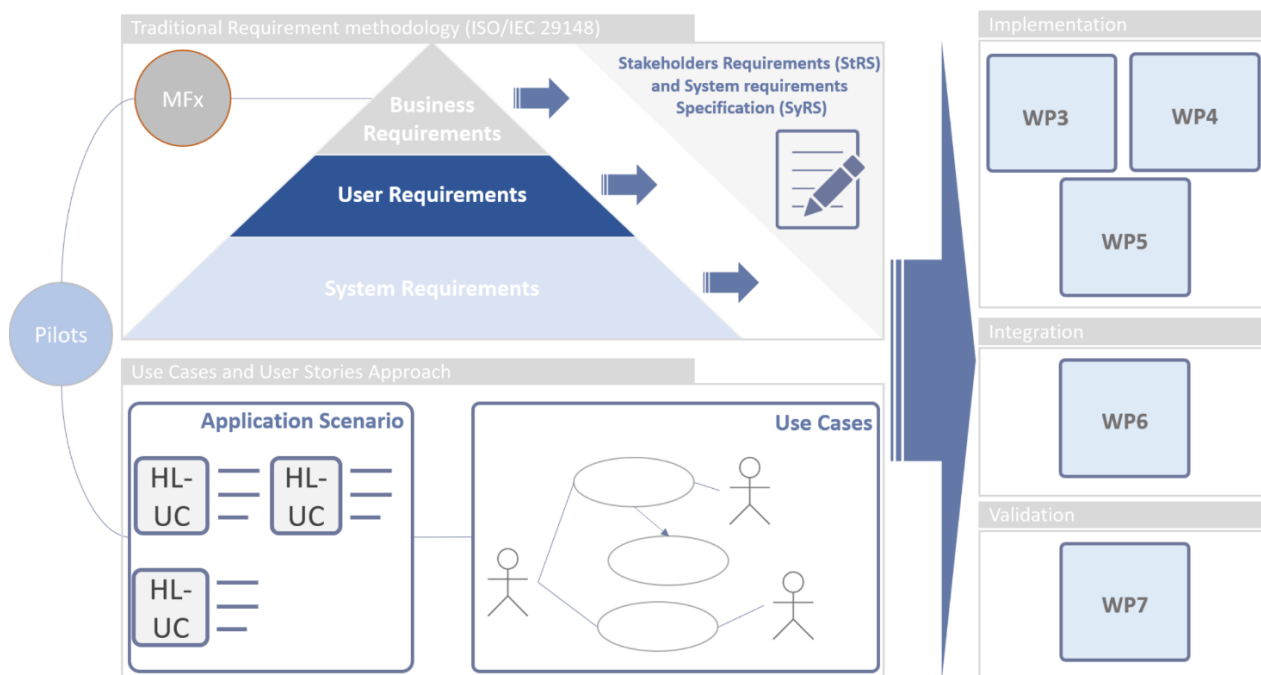 Traditional Requirement methodology (ISO/IEC 29148)
MFx
Business
Requirements
User Requirements
System Requirements
Stakeholders Requirements (StRS)
and System requirements
Specification (SyRS)
Pilots
Use Cases and User Stories Approach
Application Scenario
HL-
UC
HL-
UC
HL-
UC
Use Cases
Implementation
WP3
WP4
WP5
Integration
WP6
Validation
WP7